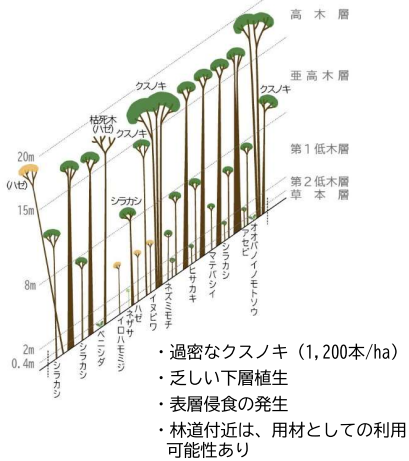 高木層
亜高木層
第1低木層
第2低木層
草本層
20m
15m
8m
2m
0.4m
(ハゼ)
枯死木
(ハゼ)
クスノキ
クスノキ
シラカシ
クスノキ
シラカシ
シラカシ
ベニシダ
イロハモミジ
ネザサ
ハゼ
イヌビワ
ネズミモチ
ヒサカキ
マテバシイ
シラカシ
アセビ
オオバノイノモトソウ
・過密なクスノキ（1,200本/ha）
・乏しい下層植生
・表層侵食の発生
・林道付近は、用材としての利用
可能性あり